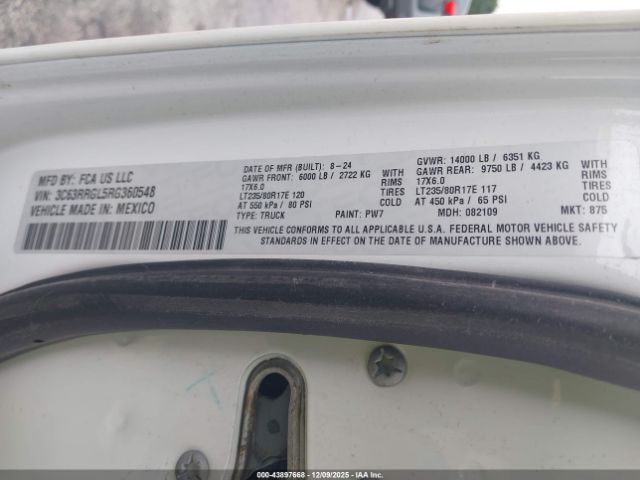 MFD BY: FCA US LLC
VIN: 3C63RRGL5RG360548
VEHICLE MADE IN: MEXICO
DATE OF MFR (BUILT): 8-24
GAWR FRONT: 6000 LB / 2722 KG WITH
17X6.0 RIMS
LT235/80R17E 120 TIRES
AT 550 kPa / 80 PSI COLD
TYPE: TRUCK PAINT: PW7
GVWR: 14000 LB / 6351 KG
GAWR REAR: 9750 LB / 4423 KG WITH
17X6.0 RIMS
LT235/80R17E 117 TIRES
AT 450 kPa / 65 PSI COLD
MDH: 082109 MKT: 875
THIS VEHICLE CONFORMS TO ALL APPLICABLE U.S.A. FEDERAL MOTOR VEHICLE SAFETY
STANDARDS IN EFFECT ON THE DATE OF MANUFACTURE SHOWN ABOVE.
OO-43897668 12/09/2025 IAAI.COM